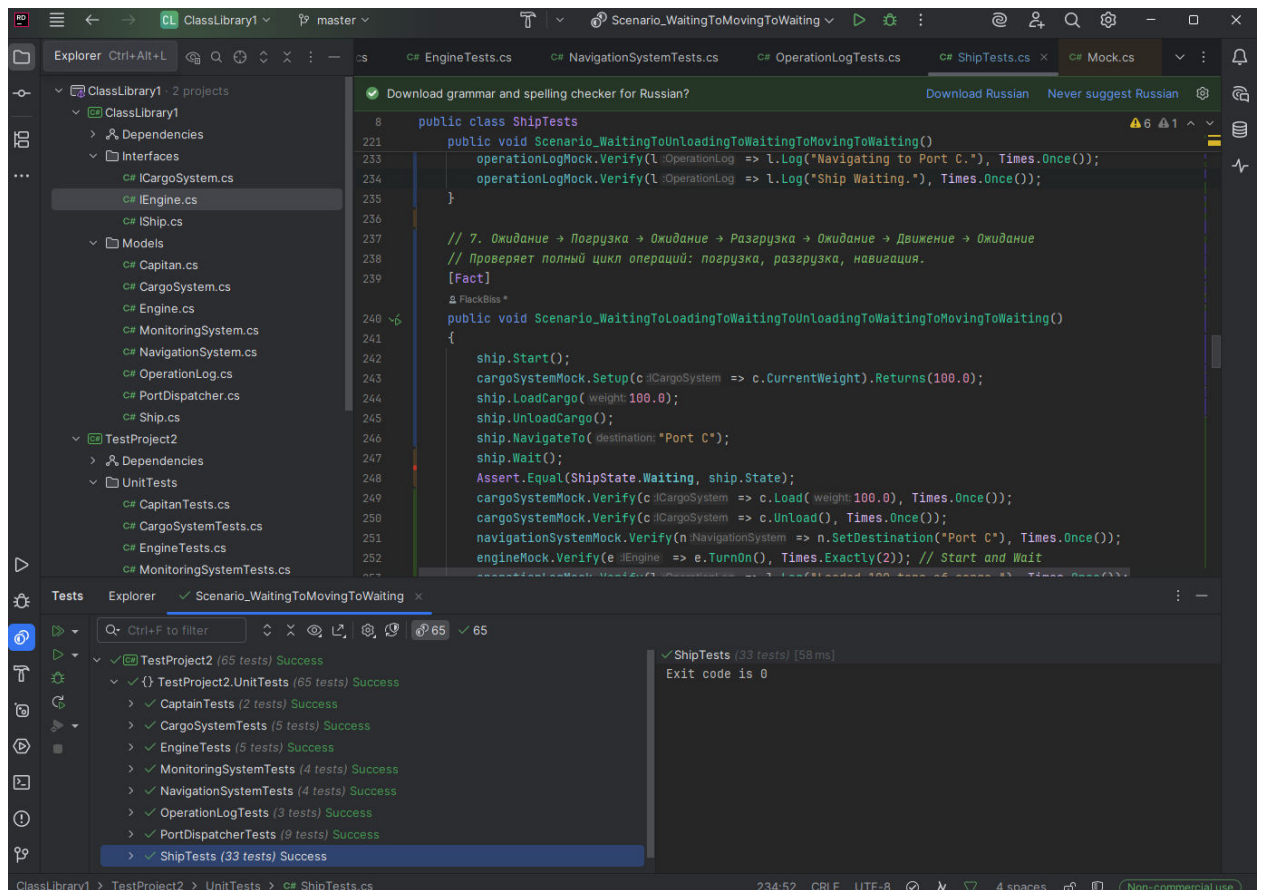 RD
CL ClassLibrary1
master
Scenario_WaitingToMovingToWaiting
Explorer Ctrl+Alt+L
cs
C# EngineTests.cs
C# NavigationSystemTests.cs
C# OperationLogTests.cs
C# ShipTests.cs
C# Mock.cs
ClassLibrary1 · 2 projects
C# ClassLibrary1
Dependencies
Interfaces
C# ICargoSystem.cs
C# IEngine.cs
C# IShip.cs
Models
C# Capitan.cs
C# CargoSystem.cs
C# Engine.cs
C# MonitoringSystem.cs
C# NavigationSystem.cs
C# OperationLog.cs
C# PortDispatcher.cs
C# Ship.cs
C# TestProject2
Dependencies
UnitTests
C# CapitanTests.cs
C# CargoSystemTests.cs
C# EngineTests.cs
C# MonitoringSystemTests.cs
Download grammar and spelling checker for Russian? Download Russian Never suggest Russian
8 public class ShipTests 6 1
221 public void Scenario_WaitingToUnloadingToWaitingToMovingToWaiting()
233 operationLogMock.Verify(l :OperationLog => l.Log("Navigating to Port C."), Times.Once());
234 operationLogMock.Verify(l :OperationLog => l.Log("Ship Waiting."), Times.Once());
235 }
236
237 // 7. Ожидание → Погрузка → Ожидание → Разгрузка → Ожидание → Движение → Ожидание
238 // Проверяет полный цикл операций: погрузка, разгрузка, навигация.
239 [Fact]
FlackBiss *
240 public void Scenario_WaitingToLoadingToWaitingToUnloadingToWaitingToMovingToWaiting()
241 {
242 ship.Start();
243 cargoSystemMock.Setup(c :ICargoSystem => c.CurrentWeight).Returns(100.0);
244 ship.LoadCargo( weight: 100.0);
245 ship.UnloadCargo();
246 ship.NavigateTo( destination: "Port C");
247 ship.Wait();
248 Assert.Equal(ShipState.Waiting, ship.State);
249 cargoSystemMock.Verify(c :ICargoSystem => c.Load( weight: 100.0), Times.Once());
250 cargoSystemMock.Verify(c :ICargoSystem => c.Unload(), Times.Once());
251 navigationSystemMock.Verify(n :NavigationSystem => n.SetDestination("Port C"), Times.Once());
252 engineMock.Verify(e :IEngine => e.TurnOn(), Times.Exactly(2)); // Start and Wait
Tests Explorer Scenario_WaitingToMovingToWaiting
Ctrl+F to filter 65 65
C# TestProject2 (65 tests) Success
{} TestProject2.UnitTests (65 tests) Success
CaptainTests (2 tests) Success
CargoSystemTests (5 tests) Success
EngineTests (5 tests) Success
MonitoringSystemTests (4 tests) Success
NavigationSystemTests (4 tests) Success
OperationLogTests (3 tests) Success
PortDispatcherTests (9 tests) Success
ShipTests (33 tests) Success
ShipTests (33 tests) [58 ms]
Exit code is 0
ClassLibrary1 > TestProject2 > UnitTests > C# ShipTests.cs
234:52 CRLF UTF-8 4 spaces Non-commercial use